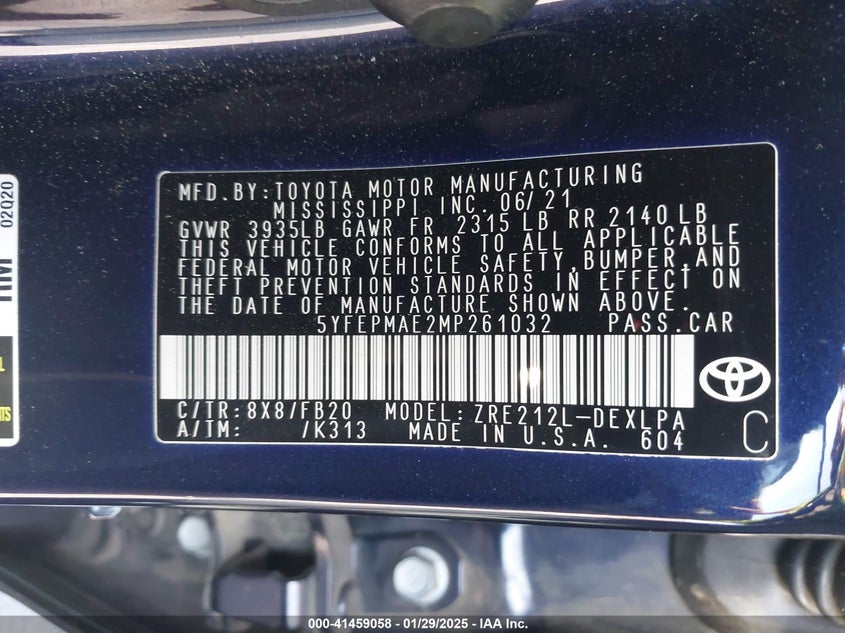 MFD. BY: TOYOTA MOTOR MANUFACTURING
MISSISSIPPI INC. 06/21
GVWR 3935LB GAWR FR 2315 LB RR 2140 LB
THIS VEHICLE CONFORMS TO ALL APPLICABLE
FEDERAL MOTOR VEHICLE SAFETY, BUMPER, AND
THEFT PREVENTION STANDARDS IN EFFECT ON
THE DATE OF MANUFACTURE SHOWN ABOVE.
5YFEPMAE2MP261032 PASS. CAR
C/TR: 8X8/FB20 MODEL: ZRE212L-DEXLPA
A/TM: /K313 MADE IN U.S.A. 604
C
02Q20
000-41459058 - 01/29/2025 - IAA Inc.